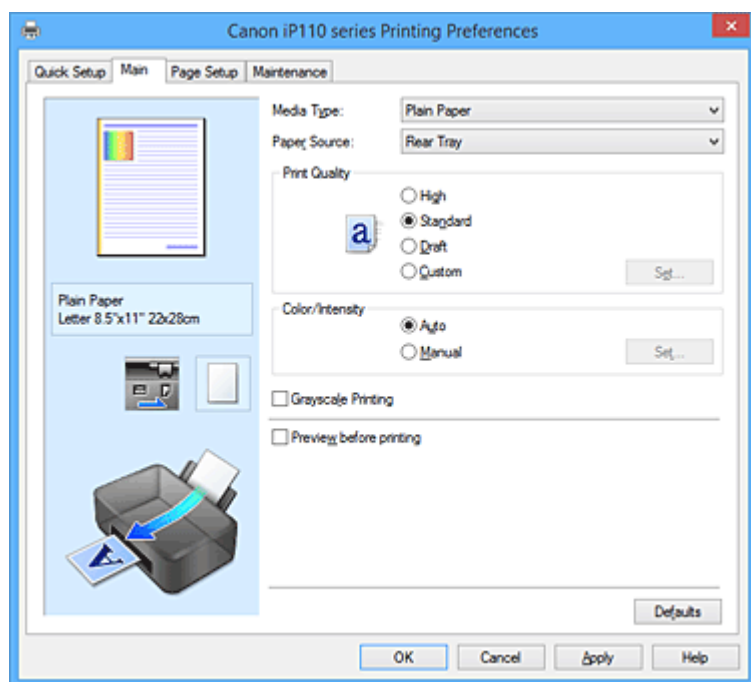 Canon iP110 series Printing Preferences
Quick Setup Main Page Setup Maintenance
Media Type: Plain Paper
Paper Source: Rear Tray
Print Quality
High
a Standard
Draft
Custom Set...
Plain Paper
Letter 8.5"x11" 22x28cm
Color/Intensity
Auto
Manual Set...
Grayscale Printing
Preview before printing
A
Defaults
OK Cancel Apply Help